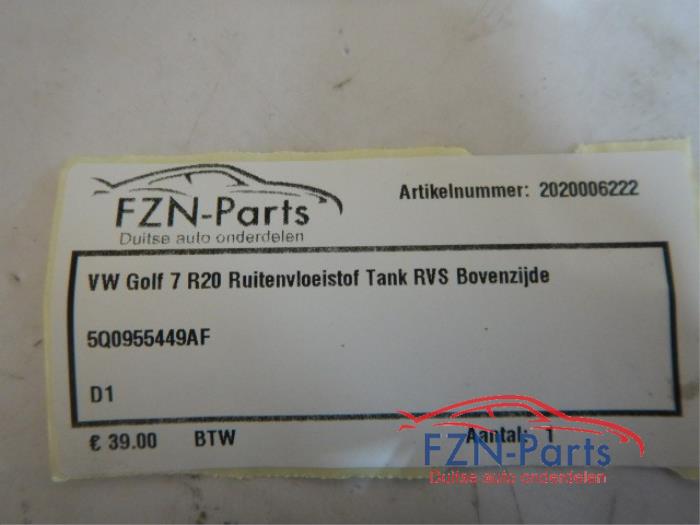 FZN-Parts
Duitse auto onderdelen
Artikelnummer: 2020006222
VW Golf 7 R20 Ruitenvloeistof Tank RVS Bovenzijde
5Q0955449AF
D1
€ 39.00 BTW Aantal: 1
FZN-Parts
Duitse auto onderdelen